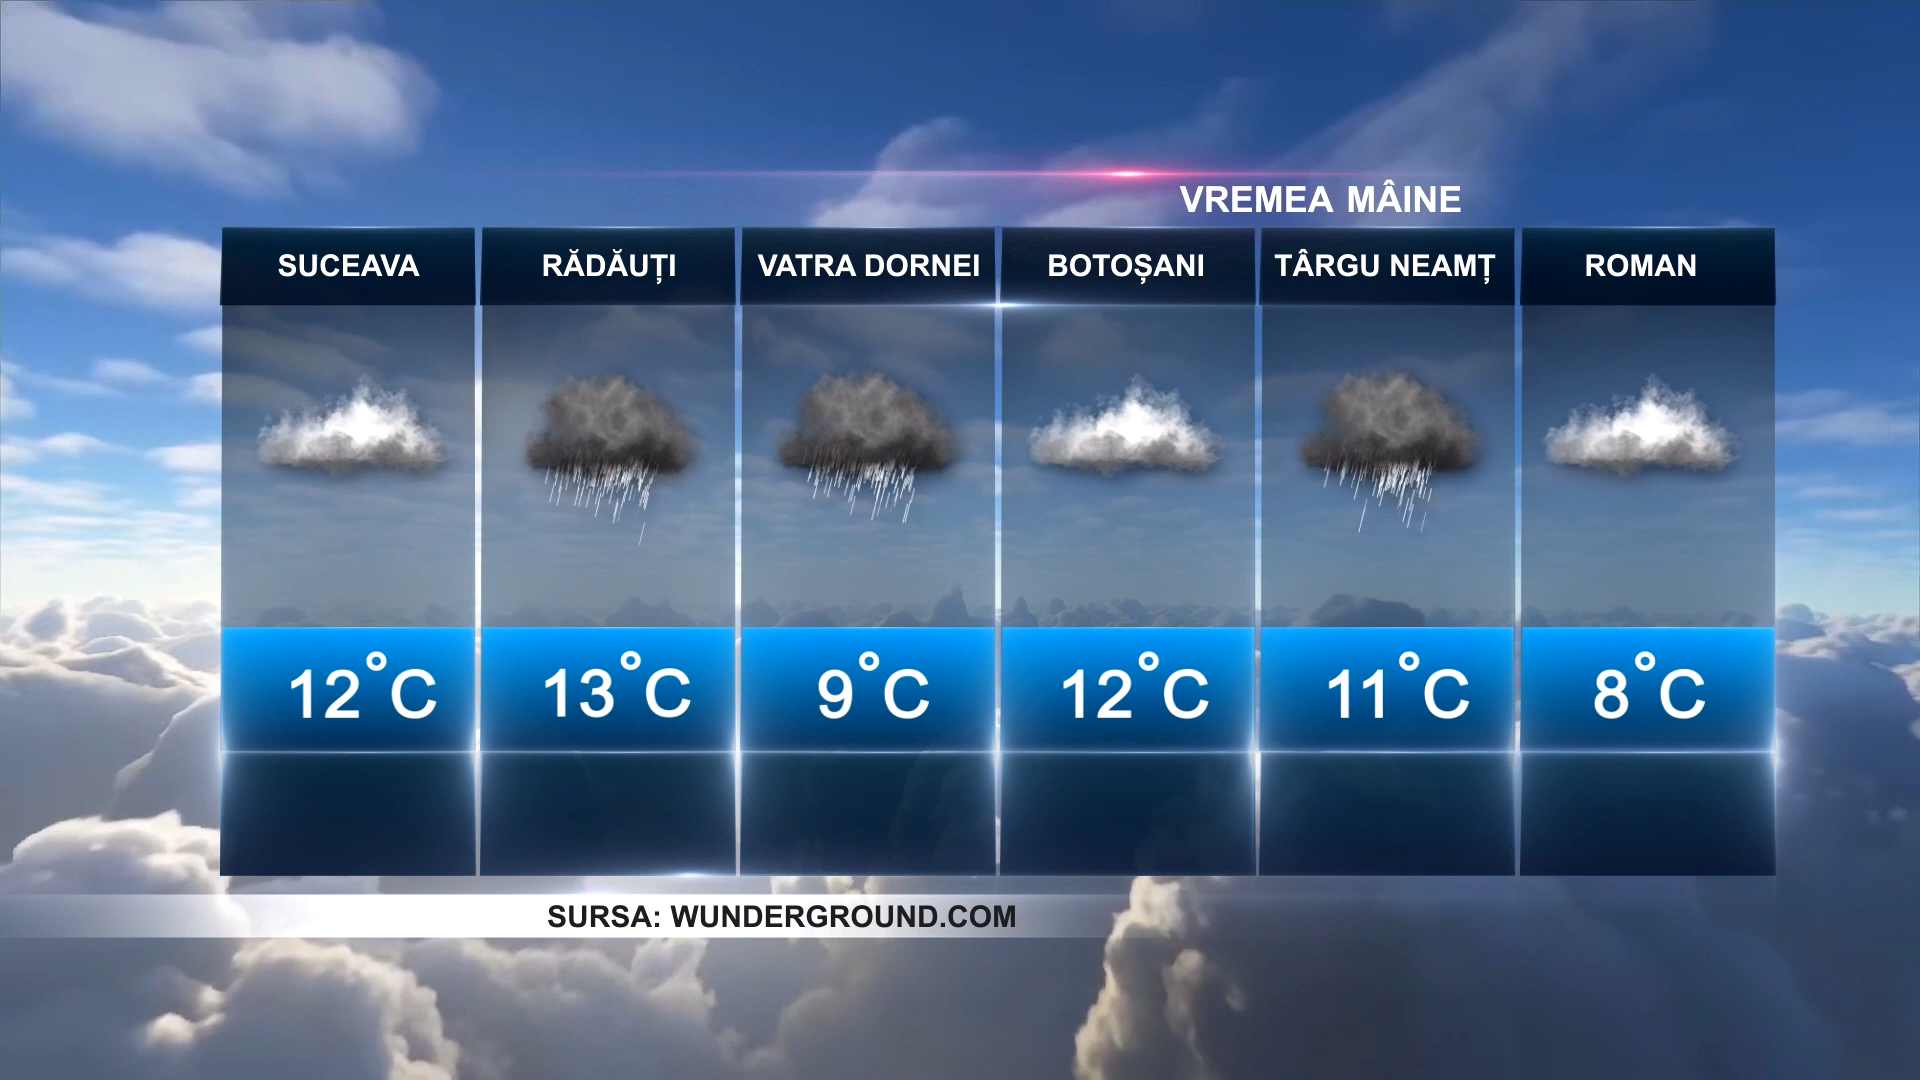 VREMEA MÂINE
SUCEAVA
RĂDĂUȚI
VATRA DORNEI
BOTOȘANI
TÂRGU NEAMȚ
ROMAN
12°C
13°C
9°C
12°C
11°C
8°C
SURSA: WUNDERGROUND.COM